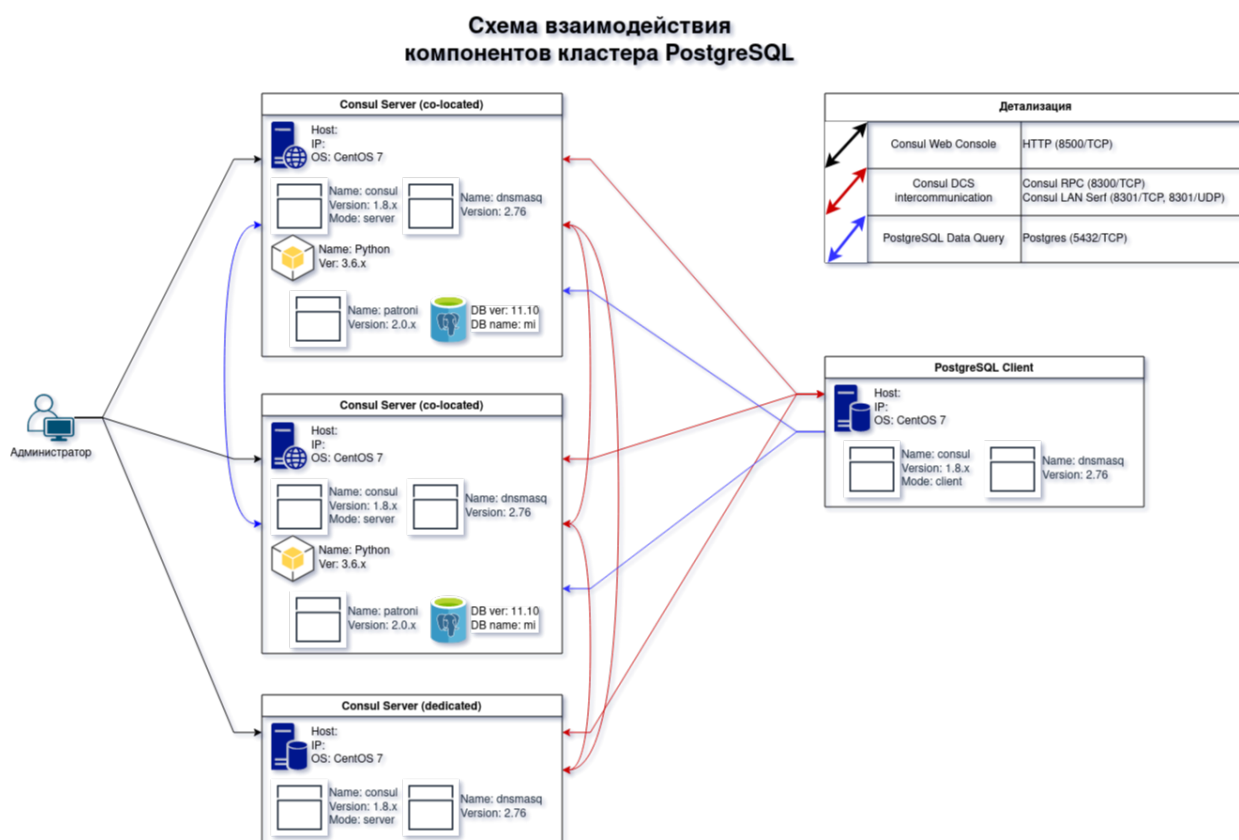 Схема взаимодействия
компонентов кластера PostgreSQL
Consul Server (co-located)
Host:
IP:
OS: CentOS 7
Name: consul
Version: 1.8.x
Mode: server
Name: dnsmasq
Version: 2.76
Name: Python
Ver: 3.6.x
Name: patroni
Version: 2.0.x
DB ver: 11.10
DB name: mi
Детализация
Consul Web Console
HTTP (8500/TCP)
Consul DCS
intercommunication
Consul RPC (8300/TCP)
Consul LAN Serf (8301/TCP, 8301/UDP)
PostgreSQL Data Query
Postgres (5432/TCP)
Администратор
Consul Server (co-located)
Host:
IP:
OS: CentOS 7
Name: consul
Version: 1.8.x
Mode: server
Name: dnsmasq
Version: 2.76
Name: Python
Ver: 3.6.x
Name: patroni
Version: 2.0.x
DB ver: 11.10
DB name: mi
PostgreSQL Client
Host:
IP:
OS: CentOS 7
Name: consul
Version: 1.8.x
Mode: client
Name: dnsmasq
Version: 2.76
Consul Server (dedicated)
Host:
IP:
OS: CentOS 7
Name: consul
Version: 1.8.x
Mode: server
Name: dnsmasq
Version: 2.76